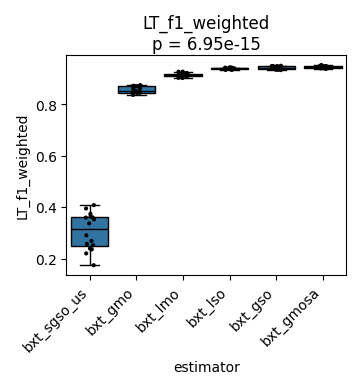 LT_f1_weighted
p = 6.95e-15
LT_f1_weighted
0.8
0.6
0.4
0.2
bxt_sgso_us
bxt_gmo
bxt_lmo
bxt_lso
bxt_gso
bxt_gmosa
estimator